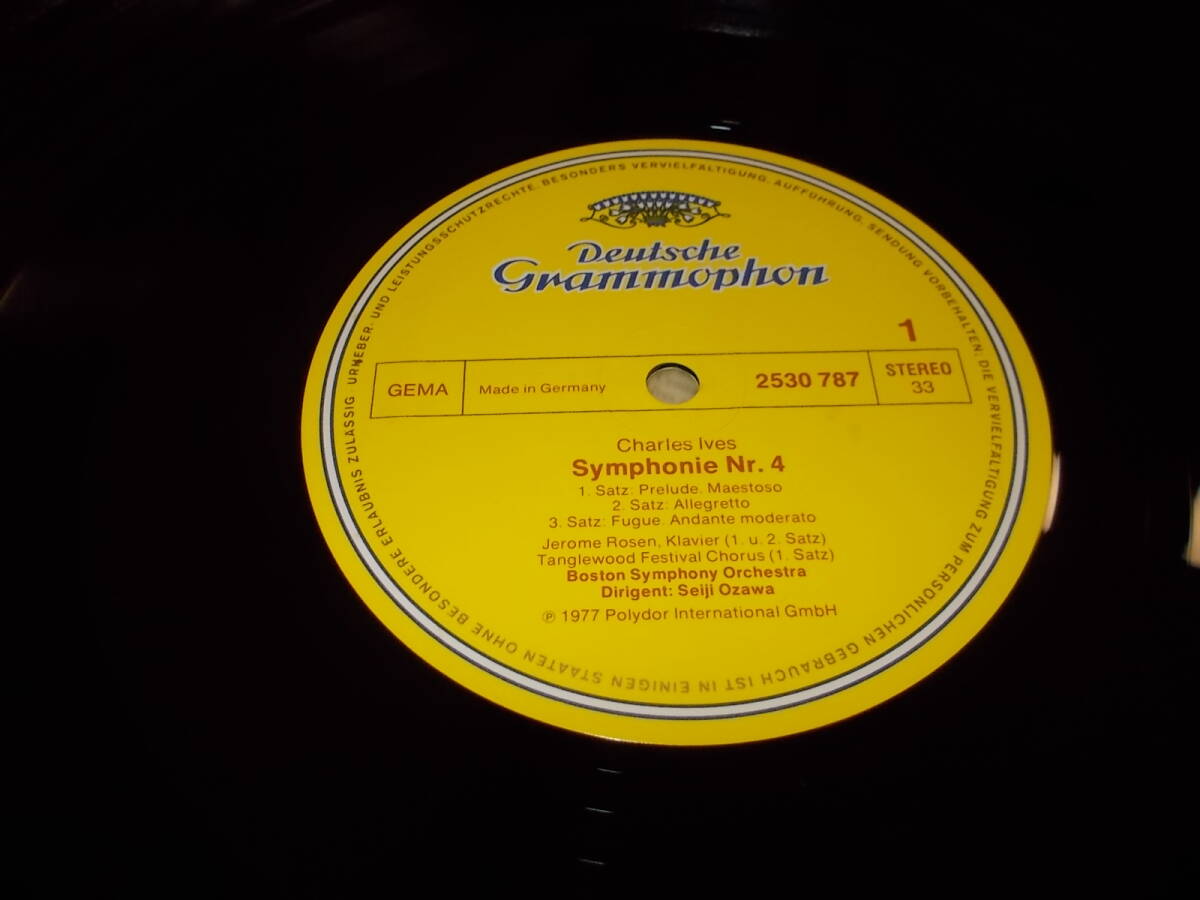 Deutsche
Grammophon
1
GEMA
Made in Germany
2530 787
STEREO
33
Charles Ives
Symphonie Nr. 4
1. Satz: Prelude. Maestoso
2. Satz: Allegretto
3. Satz: Fugue. Andante moderato
Jerome Rosen, Klavier (1. u. 2. Satz)
Tanglewood Festival Chorus (1. Satz)
Boston Symphony Orchestra
Dirigent: Seiji Ozawa
℗ 1977 Polydor International GmbH
URHEBER- UND LEISTUNGSSCHUTZRECHTE, BESONDERS VERVIELFÄLTIGUNG, AUFFÜHRUNG, SENDUNG VORBEHALTEN; DIE VERVIELFÄLTIGUNG ZUM PERSÖNLICHEN GEBRAUCH IST IN EINIGEN STAATEN OHNE BESONDERE ERLAUBNIS ZULÄSSIG